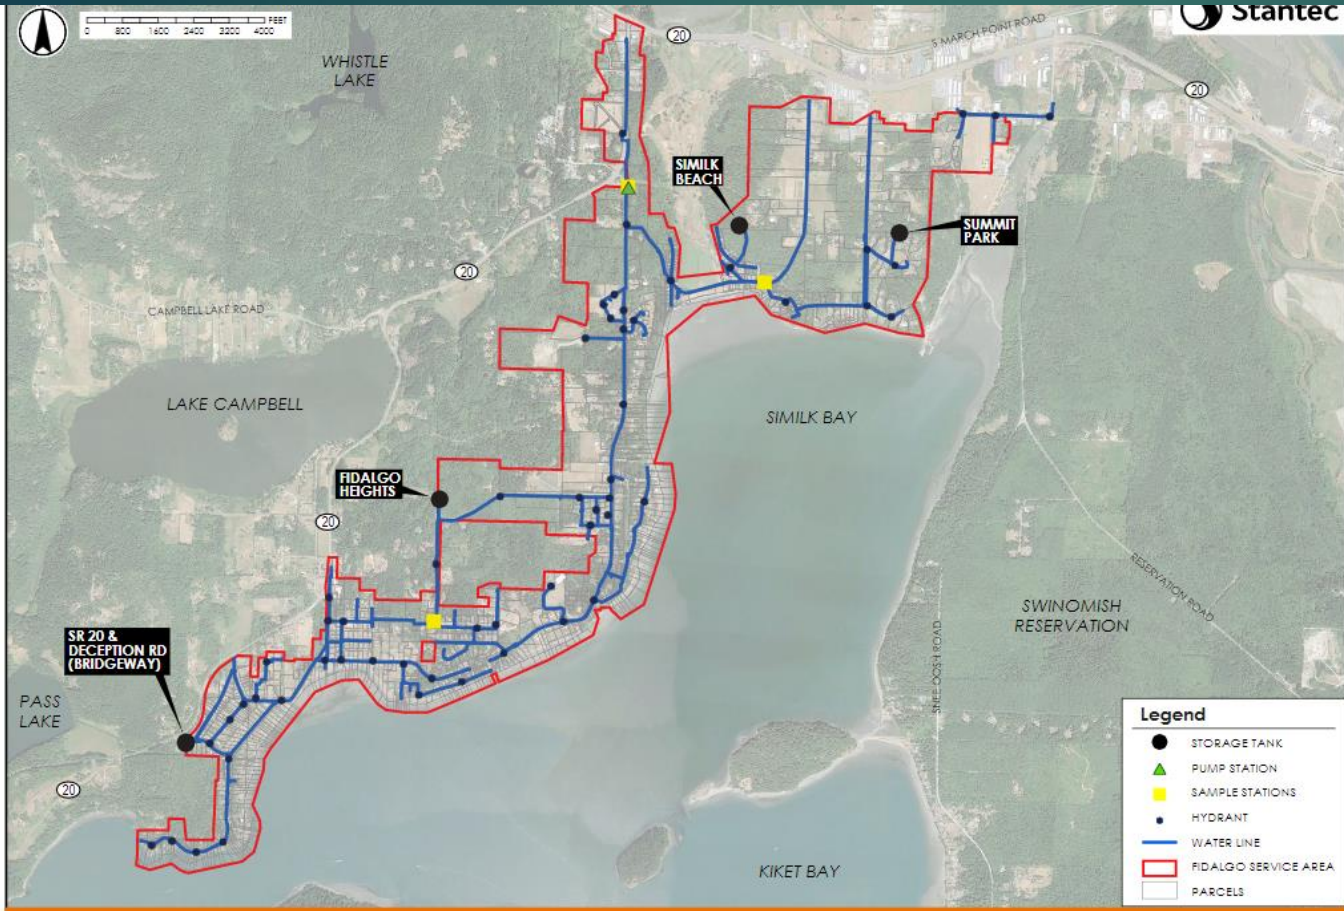 FEET
0 800 1600 2400 3200 4000
Stantec
20
S MARCH POINT ROAD
WHISTLE
LAKE
20
SIMILK
BEACH
SUMMIT
PARK
20
CAMPBELL LAKE ROAD
LAKE CAMPBELL
SIMILK BAY
FIDALGO
HEIGHTS
20
RESERVATION ROAD
SWINOMISH
RESERVATION
SR 20 &
DECEPTION RD
(BRIDGEWAY)
SNEE OOSH ROAD
PASS
LAKE
20
KIKET BAY
Legend
STORAGE TANK
PUMP STATION
SAMPLE STATIONS
HYDRANT
WATER LINE
FIDALGO SERVICE AREA
PARCELS